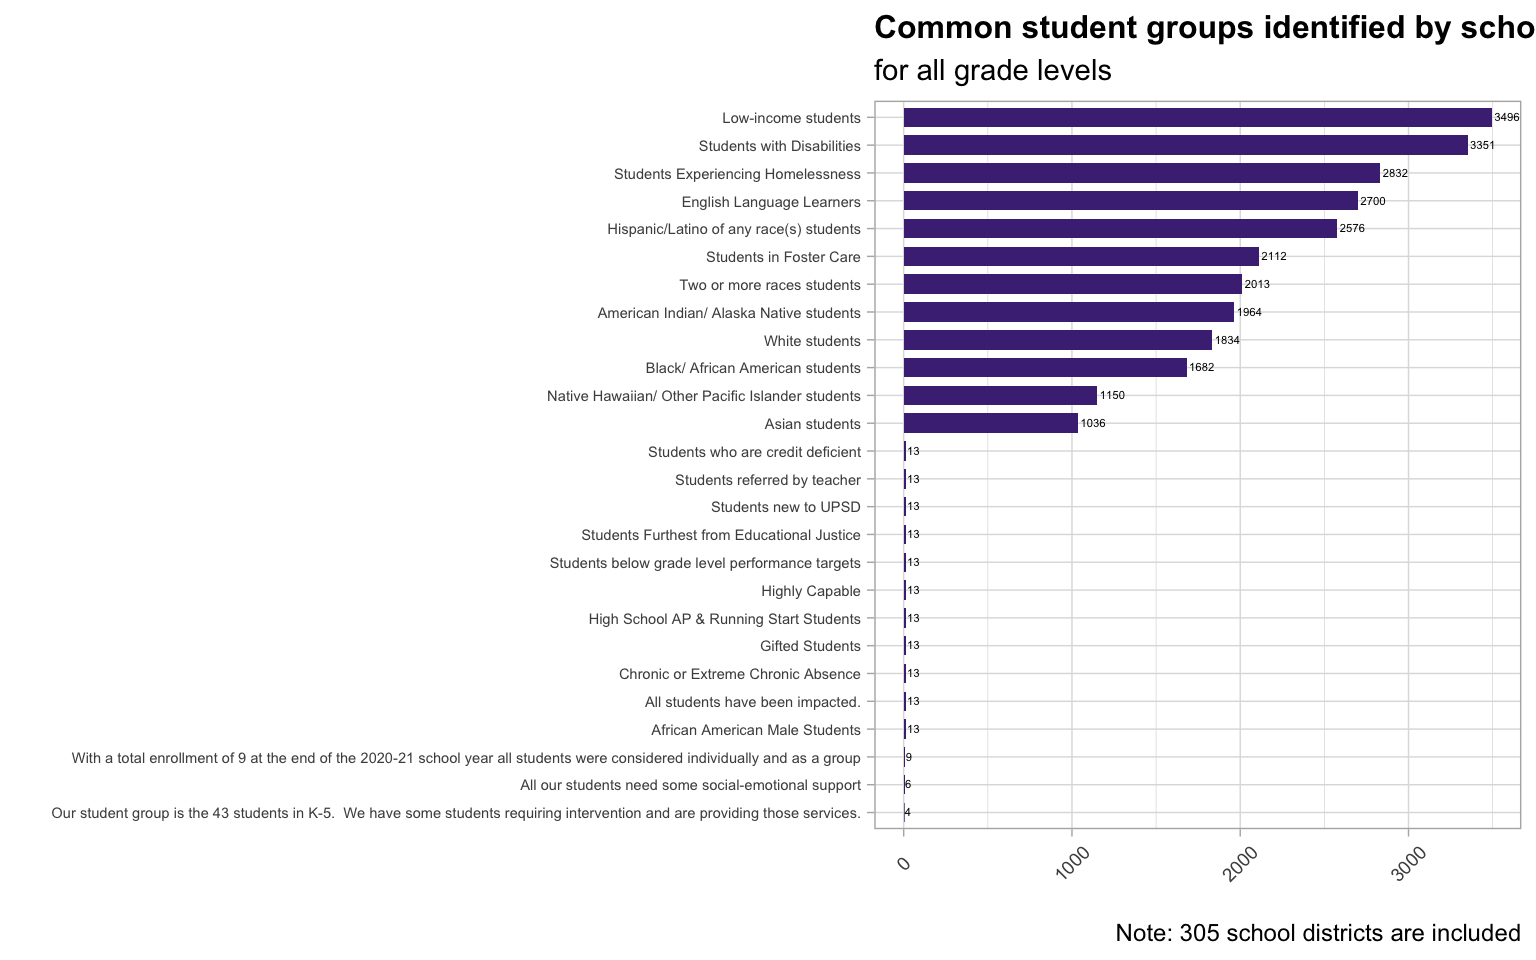 Common student groups identified by scho
for all grade levels
Low-income students 3496
Students with Disabilities 3351
Students Experiencing Homelessness 2832
English Language Learners 2700
Hispanic/Latino of any race(s) students 2576
Students in Foster Care 2112
Two or more races students 2013
American Indian/ Alaska Native students 1964
White students 1834
Black/ African American students 1682
Native Hawaiian/ Other Pacific Islander students 1150
Asian students 1036
Students who are credit deficient 13
Students referred by teacher 13
Students new to UPSD 13
Students Furthest from Educational Justice 13
Students below grade level performance targets 13
Highly Capable 13
High School AP & Running Start Students 13
Gifted Students 13
Chronic or Extreme Chronic Absence 13
All students have been impacted. 13
African American Male Students 13
With a total enrollment of 9 at the end of the 2020-21 school year all students were considered individually and as a group 9
All our students need some social-emotional support 6
Our student group is the 43 students in K-5.  We have some students requiring intervention and are providing those services. 4
0 1000 2000 3000
Note: 305 school districts are included